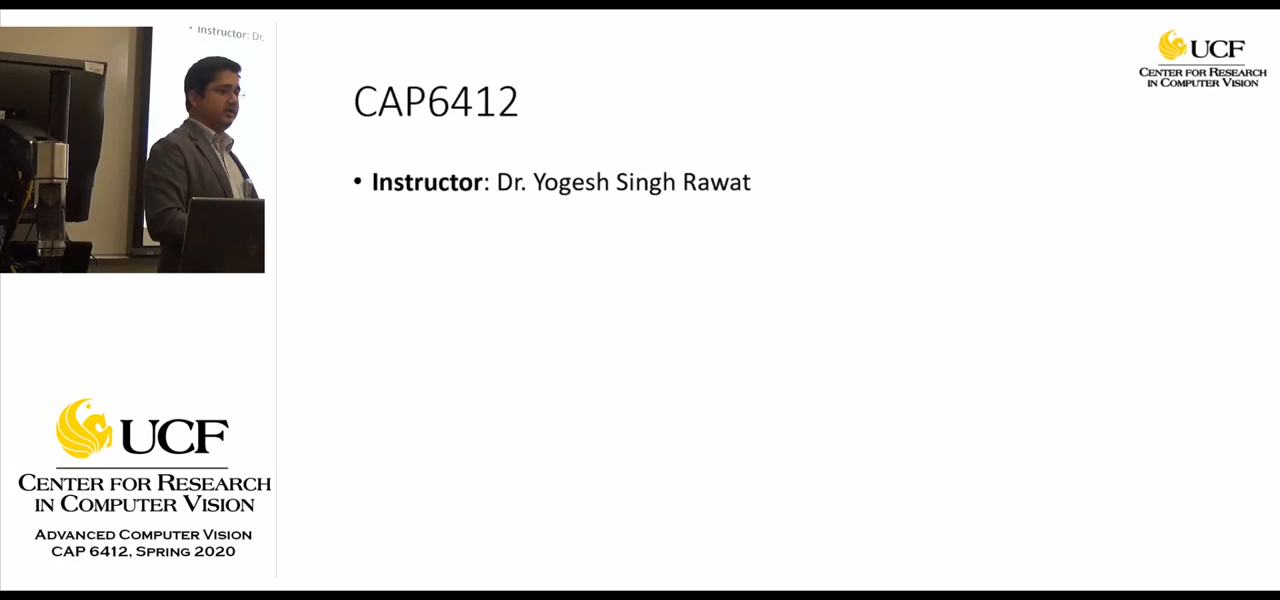 • Instructor: Dr.
UCF
CENTER FOR RESEARCH
IN COMPUTER VISION
CAP6412
• Instructor: Dr. Yogesh Singh Rawat
UCF
CENTER FOR RESEARCH
IN COMPUTER VISION
ADVANCED COMPUTER VISION
CAP 6412, SPRING 2020